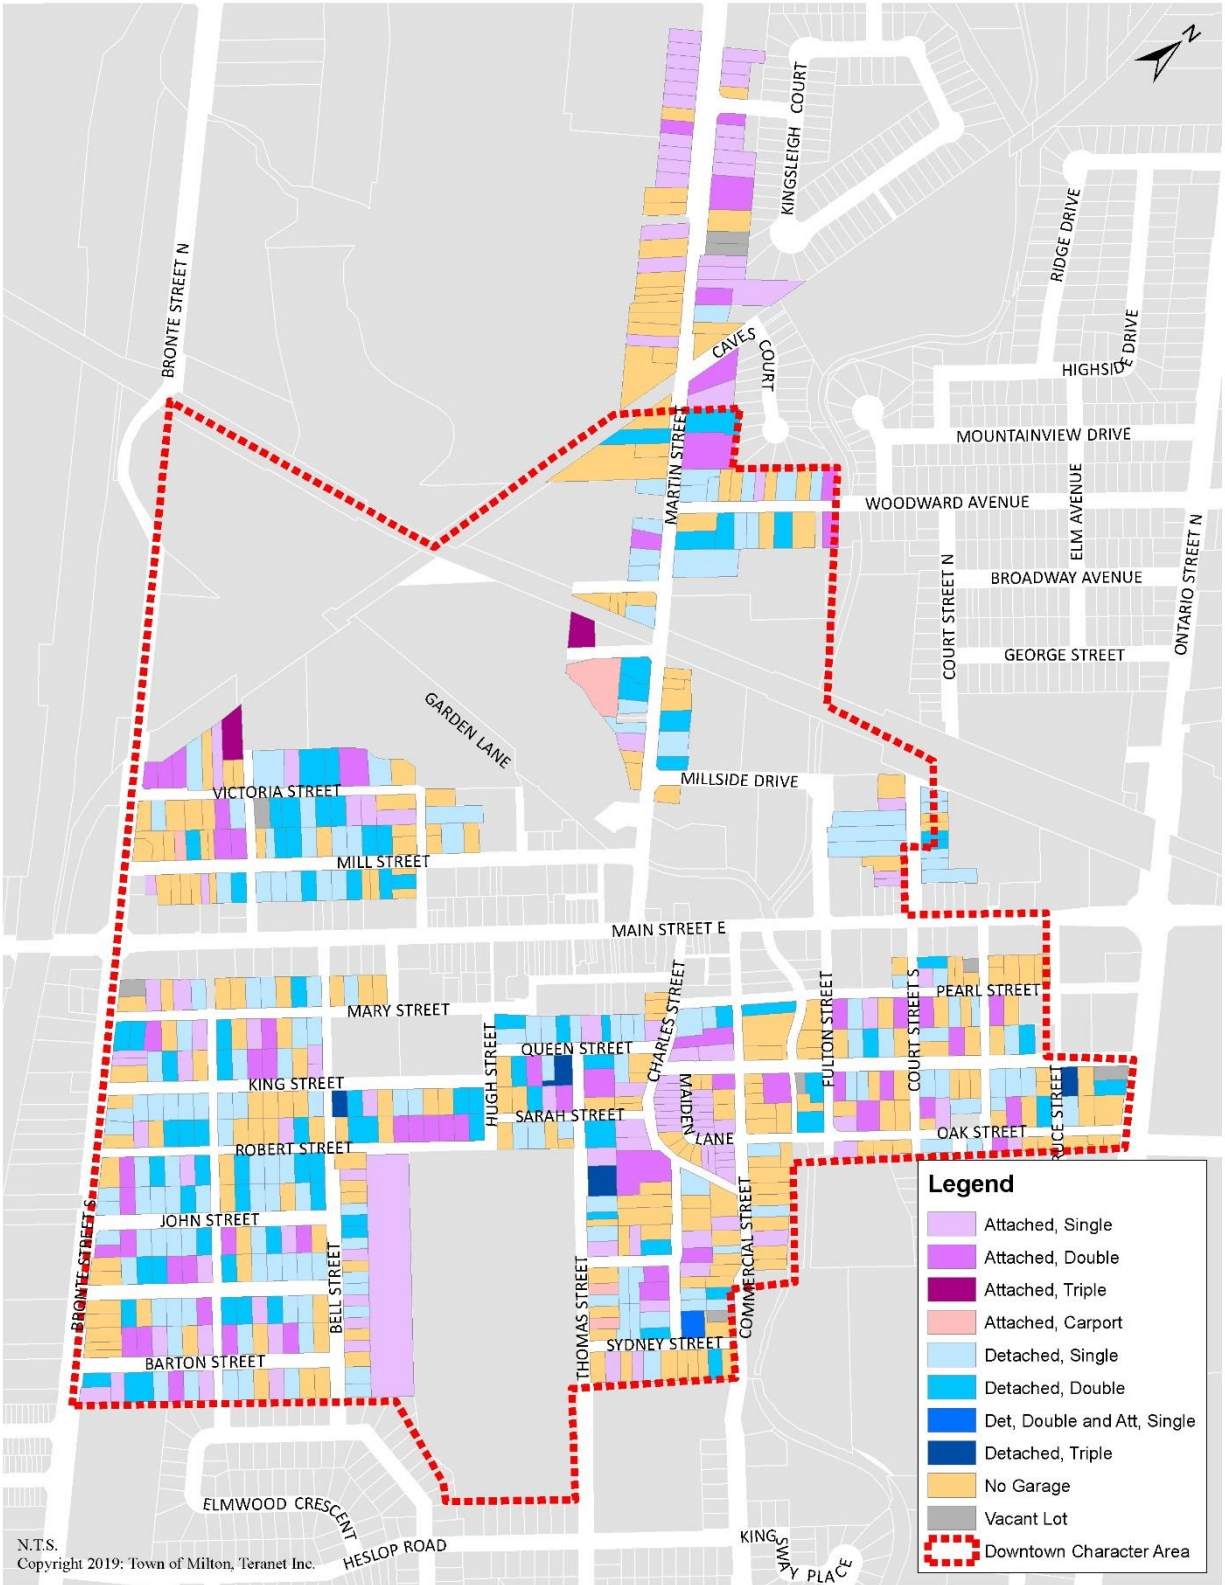 N
KINGSLEIGH COURT
RIDGE DRIVE
BRONTE STREET N
CAVES
COURT
HIGHSIDE DRIVE
MARTIN STREET
MOUNTAINVIEW DRIVE
WOODWARD AVENUE
ELM AVENUE
ONTARIO STREET N
COURT STREET N
BROADWAY AVENUE
GEORGE STREET
GARDEN LANE
MILLSIDE DRIVE
VICTORIA STREET
MILL STREET
MAIN STREET E
CHARLES STREET
FULTON STREET
COURT STREET S
PEARL STREET
MARY STREET
HUGH STREET
QUEEN STREET
KING STREET
MAIDEN
LANE
SARAH STREET
ROBERT STREET
OAK STREET
RUCE STREET
JOHN STREET
BRONTE STREET S
BELL STREET
THOMAS STREET
COMMERCIAL STREET
SYDNEY STREET
BARTON STREET
ELMWOOD CRESCENT
HESLOP ROAD
KING
SWAY PLACE
Legend
Attached, Single
Attached, Double
Attached, Triple
Attached, Carport
Detached, Single
Detached, Double
Det, Double and Att, Single
Detached, Triple
No Garage
Vacant Lot
Downtown Character Area
N.T.S.
Copyright 2019: Town of Milton, Teranet Inc.